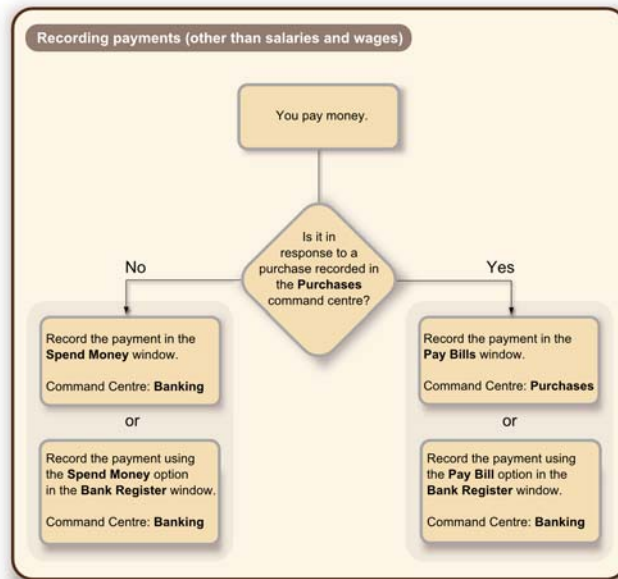 Recording payments (other than salaries and wages)
You pay money.
Is it in
response to a
purchase recorded in
the Purchases
command centre?
No
Yes
Record the payment in the
Spend Money window.
Command Centre: Banking
or
Record the payment using
the Spend Money option
in the Bank Register window.
Command Centre: Banking
Record the payment in the
Pay Bills window.
Command Centre: Purchases
or
Record the payment using
the Pay Bill option in the
Bank Register window.
Command Centre: Banking